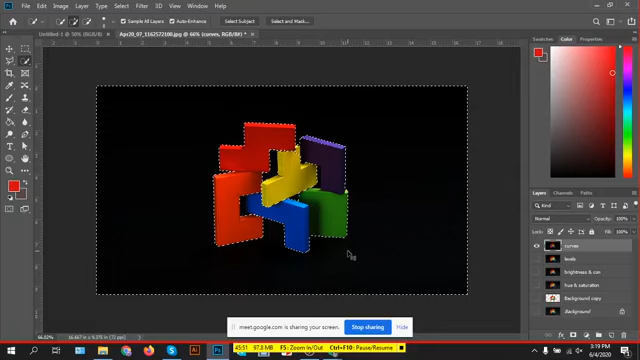 File Edit Image Layer Type Select Filter 3D View Window Help
Sample All Layers Auto-Enhance Select Subject Select and Mask...
Untitled-1 @ 50% (RGB/8) Apr20_07_1162572100.jpg @ 66% (curves, RGB/8#) *
Swatches Color Properties
Layers Channels Paths
Kind
Normal Opacity: 100%
Lock: Fill: 100%
curves
levels
brightness & con
hue & saturation
Background copy
Background
meet.google.com is sharing your screen. Stop sharing Hide
45:51 97.8 MB F5: Zoom In/Out Ctrl+F10: Pause/Resume
3:19 PM
6/4/2020